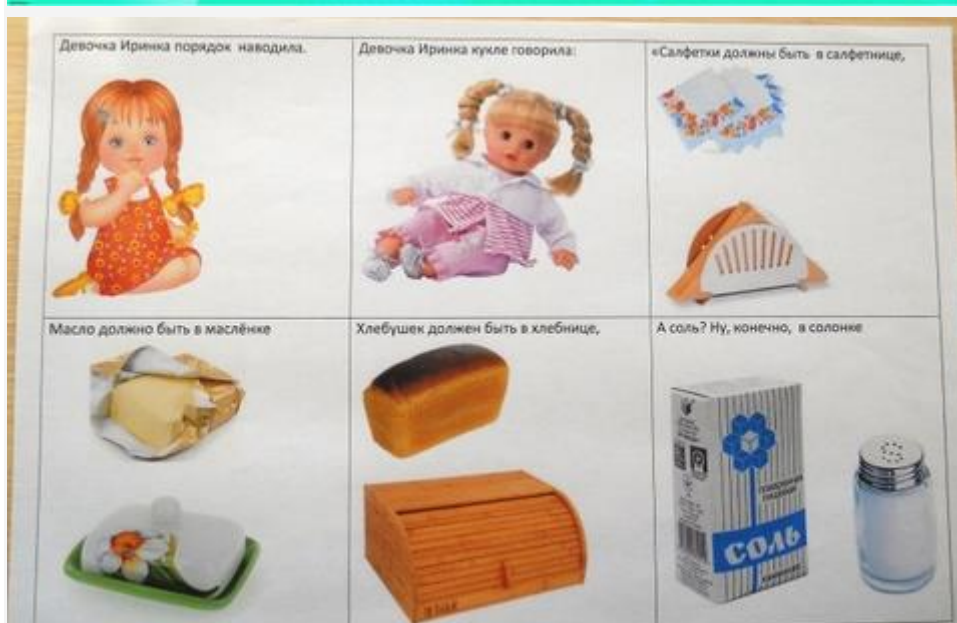 Девочка Иринка порядок наводила.
Девочка Иринка кукле говорила:
«Салфетки должны быть в салфетнице,
Масло должно быть в маслёнке
Хлебушек должен быть в хлебнице,
А соль? Ну, конечно, в солонке
СОЛЬ